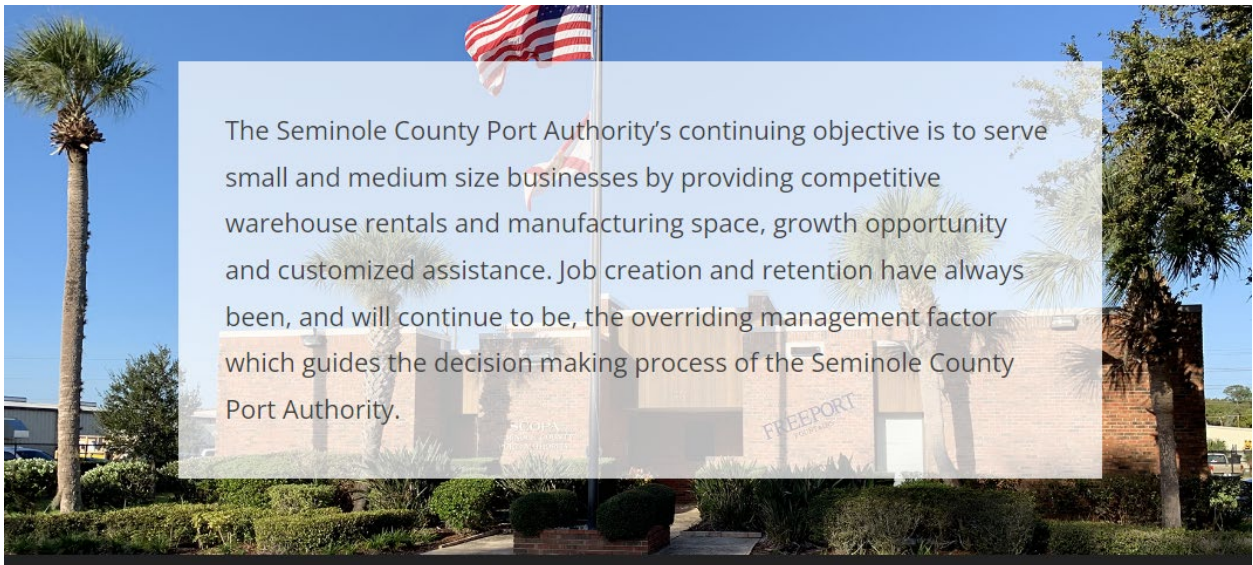 The Seminole County Port Authority’s continuing objective is to serve
small and medium size businesses by providing competitive
warehouse rentals and manufacturing space, growth opportunity
and customized assistance. Job creation and retention have always
been, and will continue to be, the overriding management factor
which guides the decision making process of the Seminole County
Port Authority.
SCOPA
FREEPORT